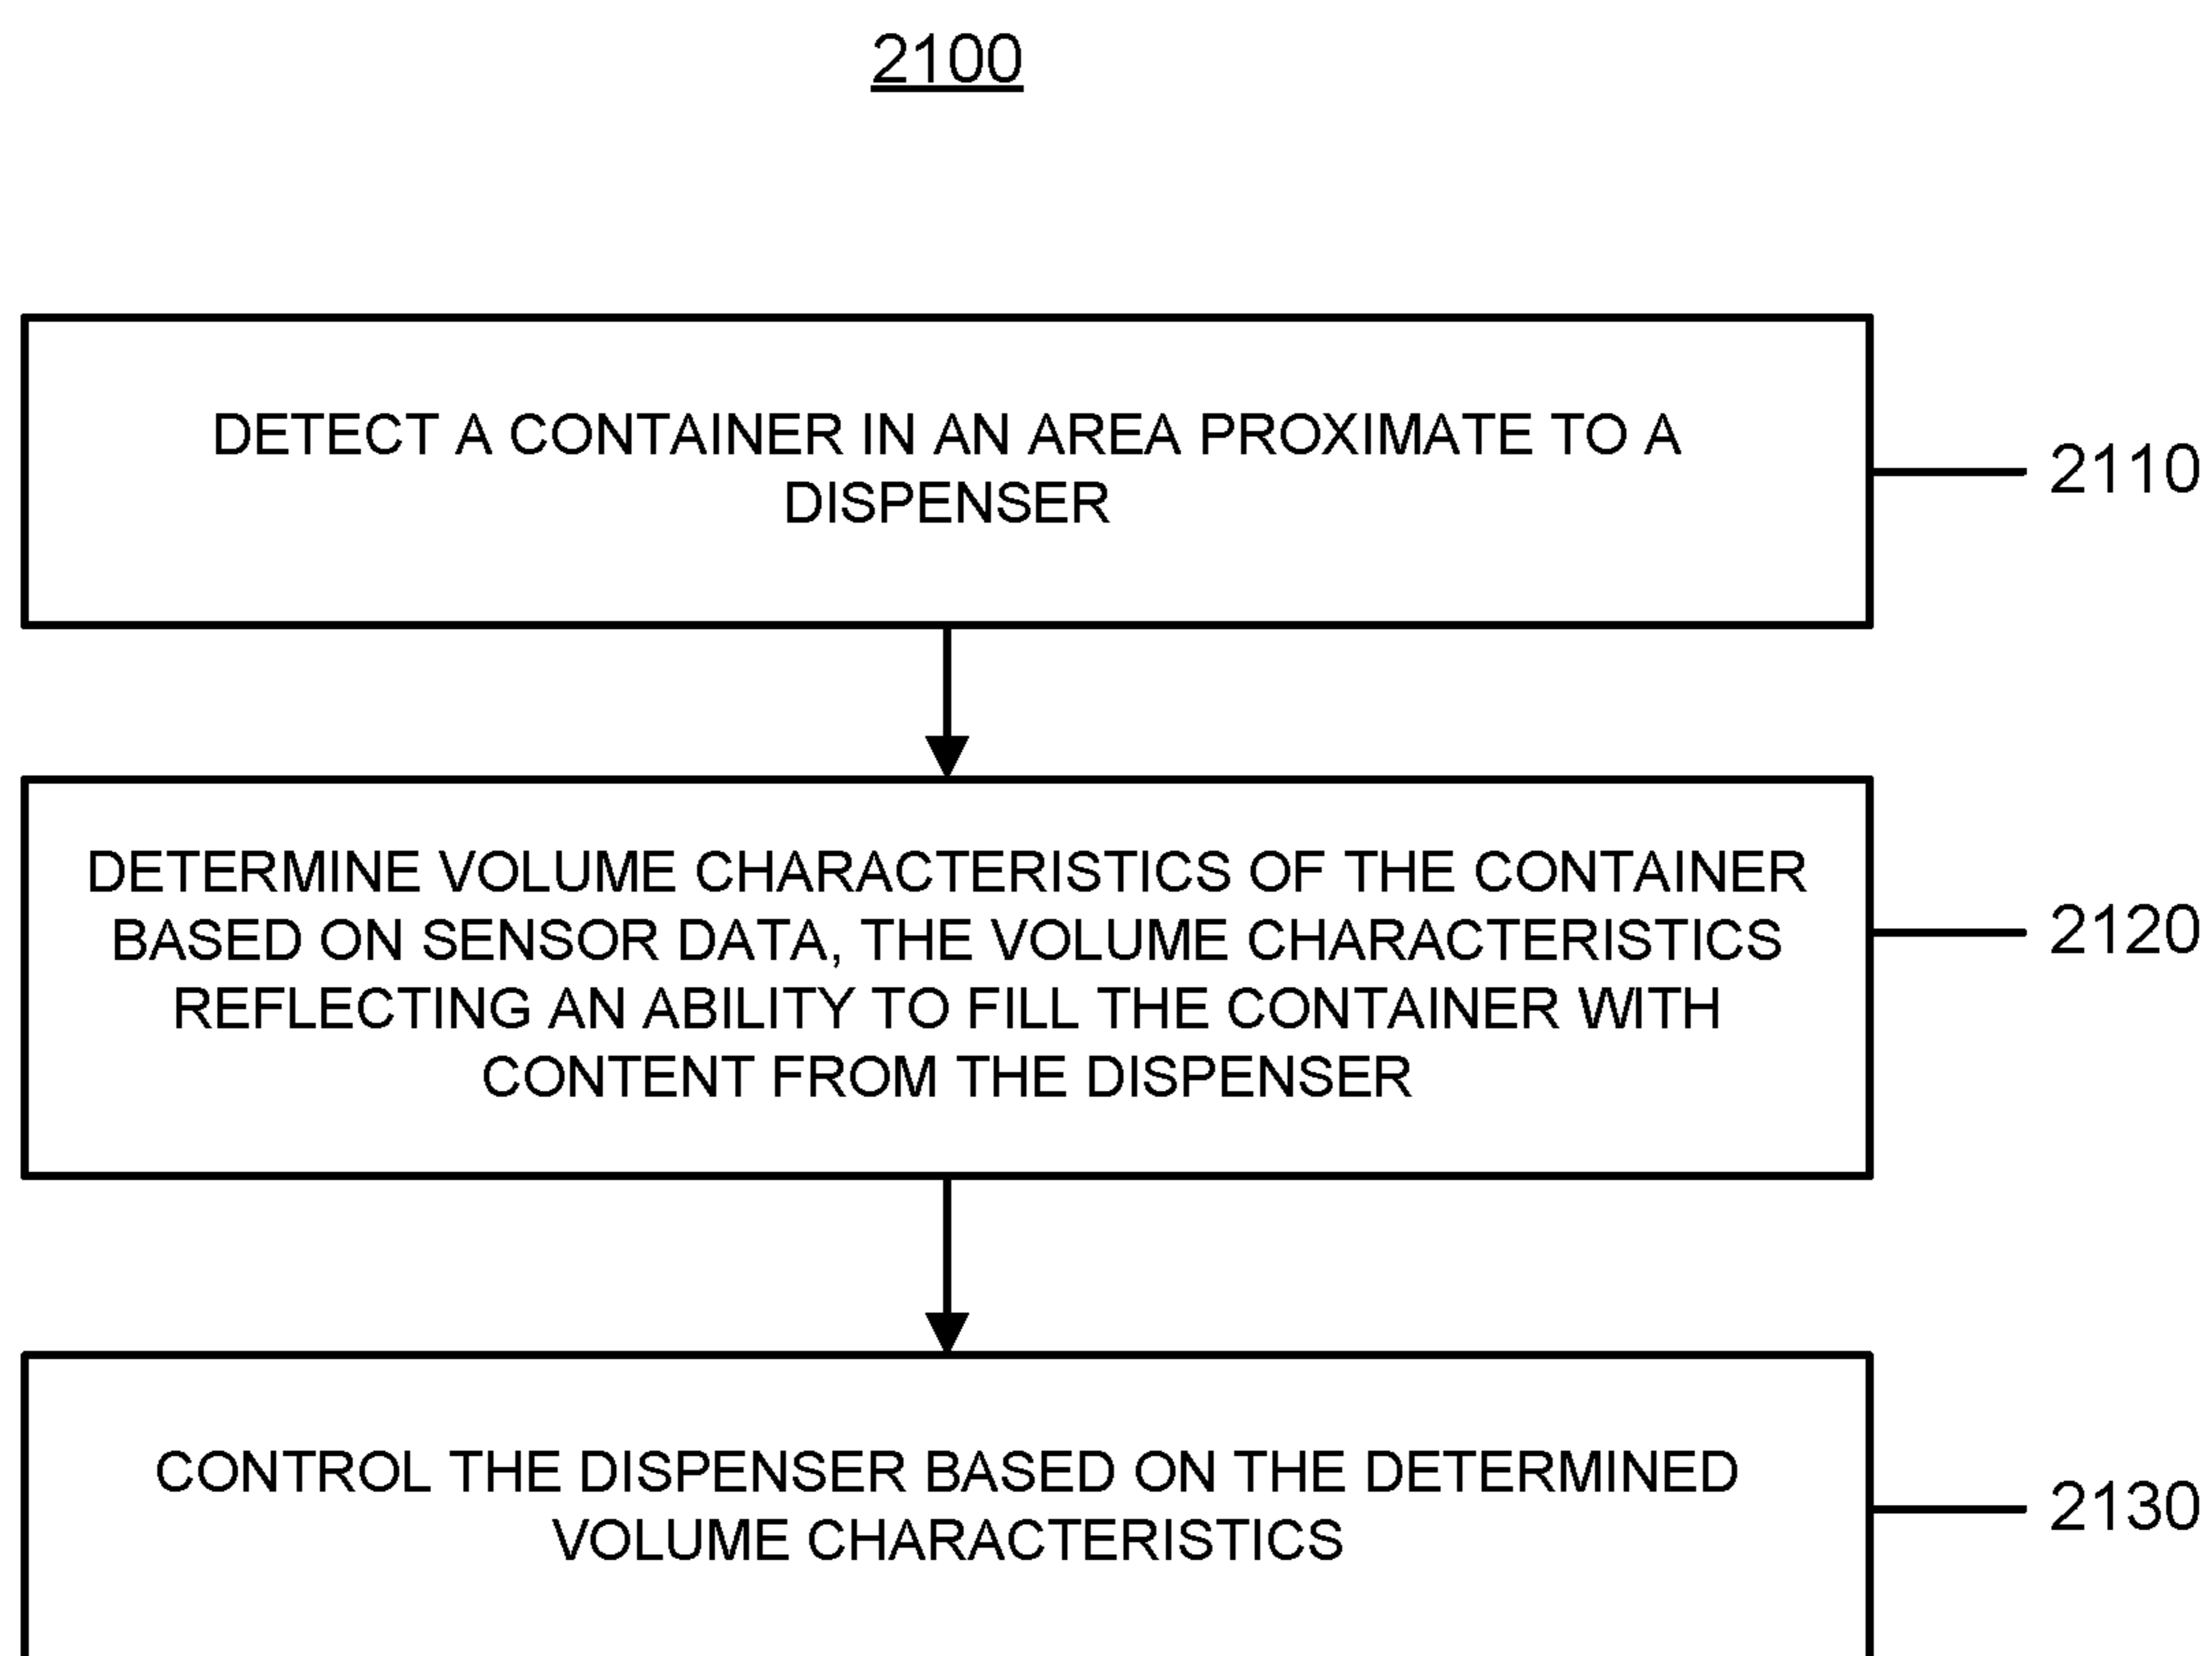 2100
DETECT A CONTAINER IN AN AREA PROXIMATE TO A
DISPENSER
2110
DETERMINE VOLUME CHARACTERISTICS OF THE CONTAINER
BASED ON SENSOR DATA, THE VOLUME CHARACTERISTICS
REFLECTING AN ABILITY TO FILL THE CONTAINER WITH
CONTENT FROM THE DISPENSER
2120
CONTROL THE DISPENSER BASED ON THE DETERMINED
VOLUME CHARACTERISTICS
2130